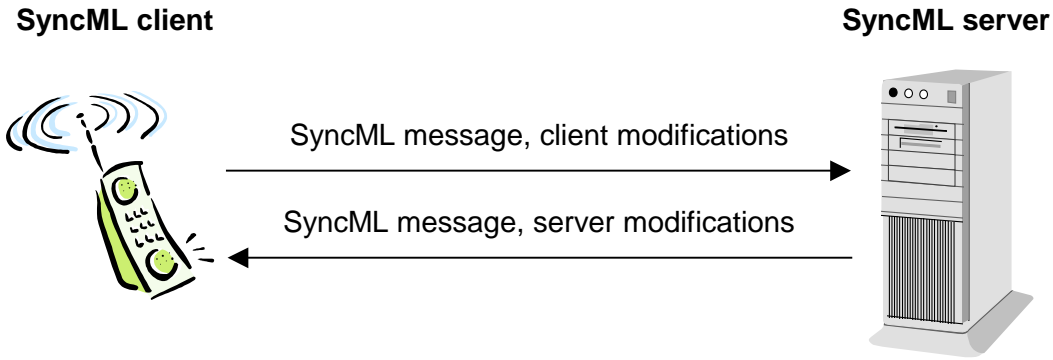 SyncML client
SyncML server
SyncML message, client modifications
SyncML message, server modifications